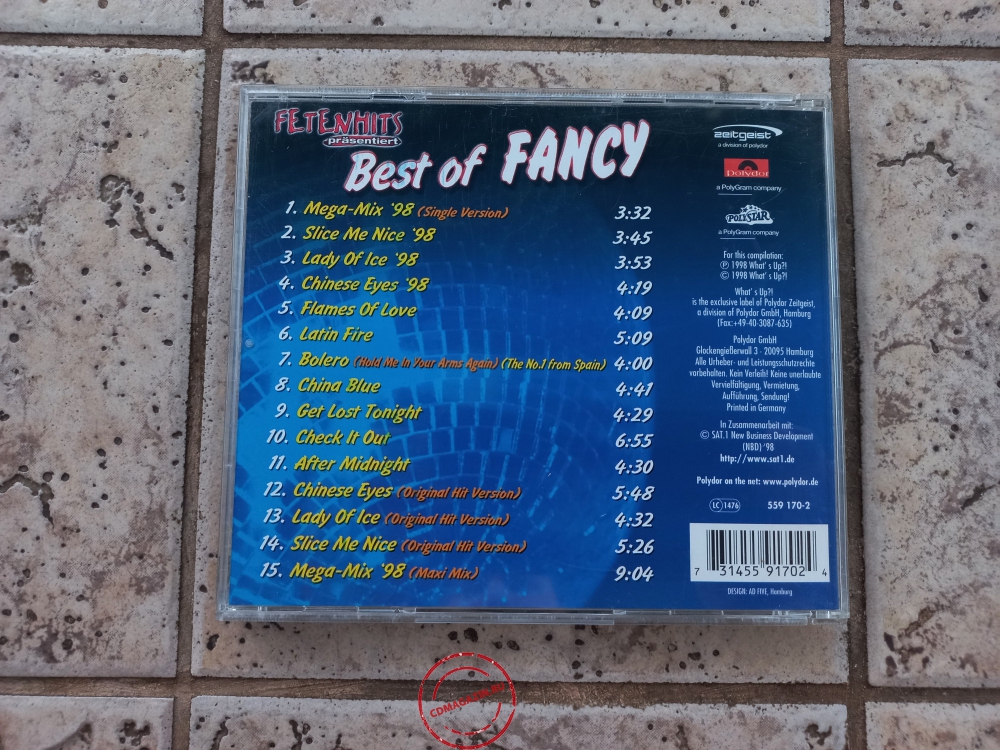 FETENHITS
präsentiert
Best of FANCY
1. Mega-Mix '98 (Single Version) 3:32
2. Slice Me Nice '98 3:45
3. Lady Of Ice '98 3:53
4. Chinese Eyes '98 4:19
5. Flames Of Love 4:09
6. Latin Fire 5:09
7. Bolero (Hold Me In Your Arms Again) (The No.1 from Spain) 4:00
8. China Blue 4:41
9. Get Lost Tonight 4:29
10. Check It Out 6:55
11. After Midnight 4:30
12. Chinese Eyes (Original Hit Version) 5:48
13. Lady Of Ice (Original Hit Version) 4:32
14. Slice Me Nice (Original Hit Version) 5:26
15. Mega-Mix '98 (Maxi Mix) 9:04
zeitgeist
a division of polydor
Polydor
a PolyGram company
POLYSTAR
a PolyGram company
For this compilation:
℗ 1998 What's Up?!
© 1998 What's Up?!
What's Up?!
is the exclusive label of Polydor Zeitgeist,
a division of Polydor GmbH, Hamburg
(Fax:+49-40-3087-635)
Polydor GmbH
Glockengießerwall 3 · 20095 Hamburg
Alle Urheber- und Leistungsschutzrechte
vorbehalten. Kein Verleih! Keine unerlaubte
Vervielfältigung, Vermietung,
Aufführung, Sendung!
Printed in Germany
In Zusammenarbeit mit:
© SAT.1 New Business Development
(NBD) '98
http://www.sat1.de
Polydor on the net: www.polydor.de
LC 1476 559 170-2
7 31455 91702 4
DESIGN: AD FIVE, Hamburg